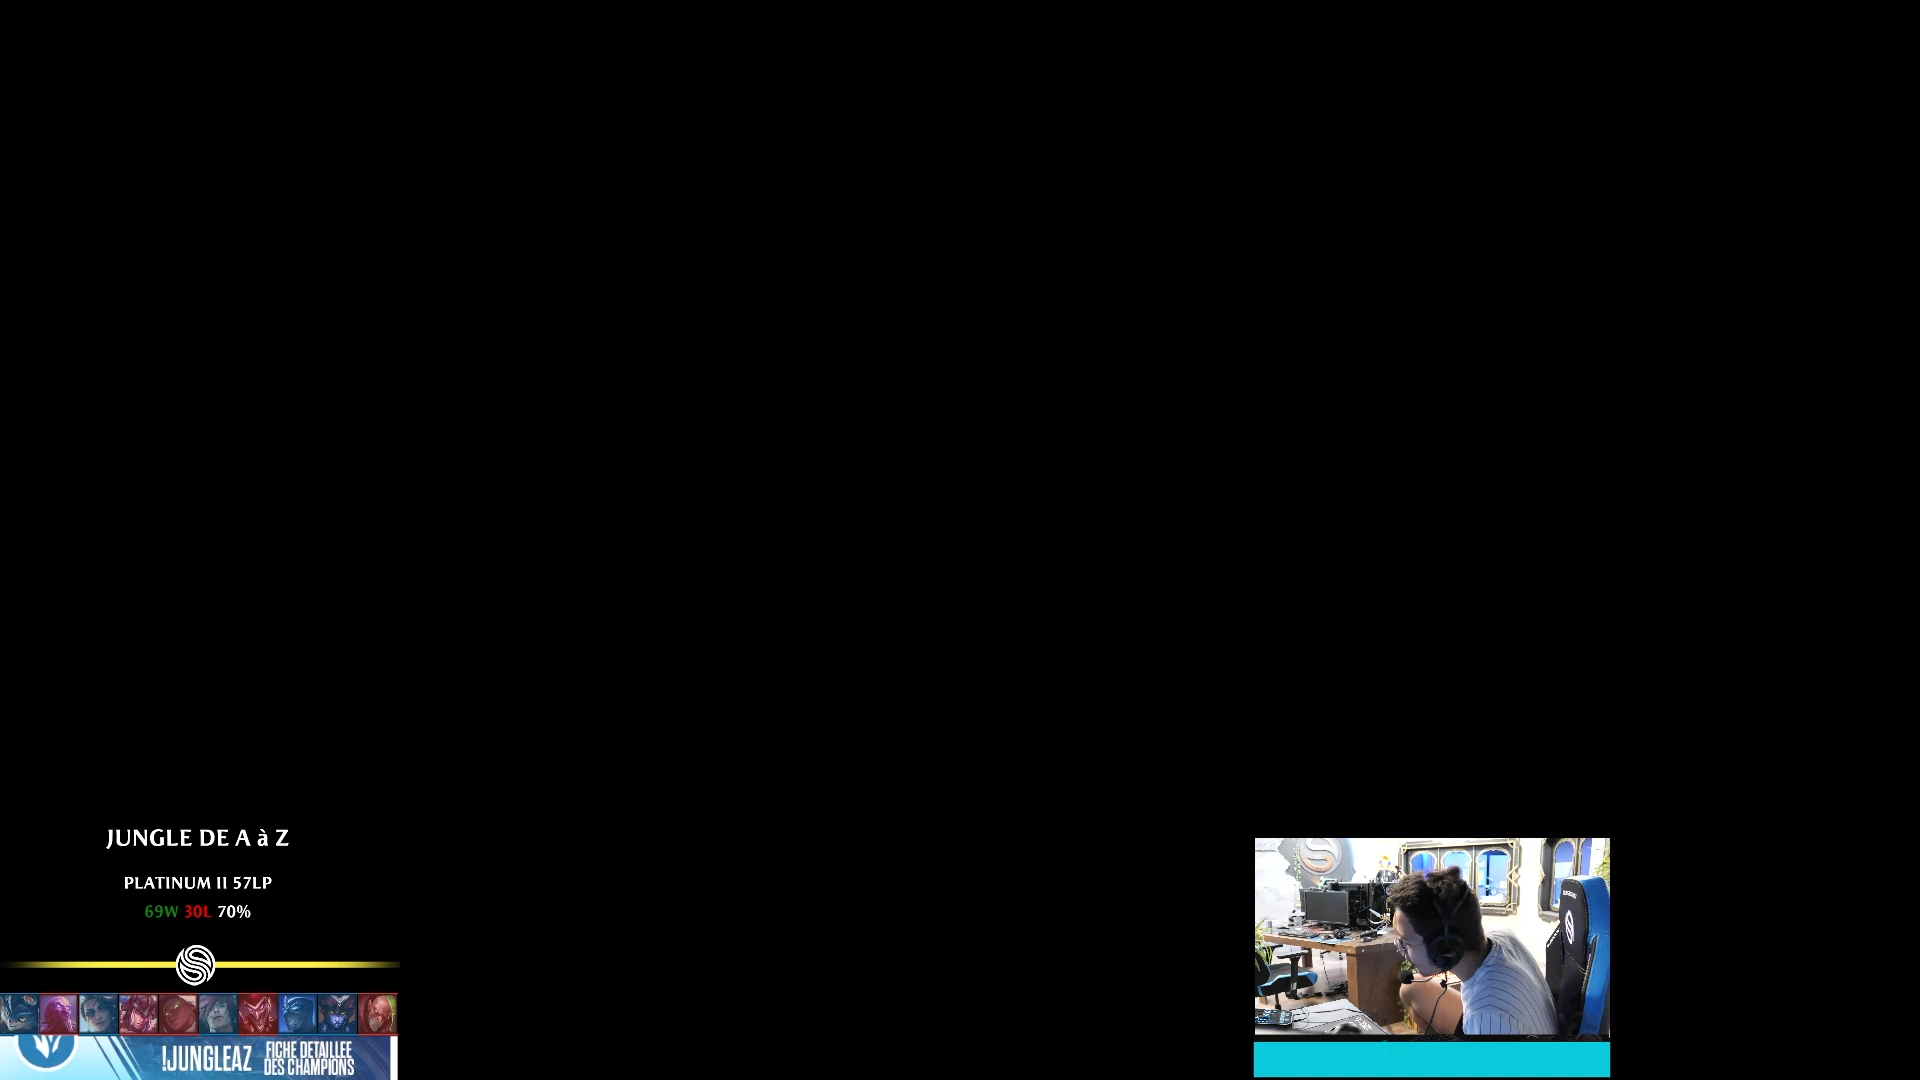 JUNGLE DE A à Z
PLATINUM II 57LP
69W 30L 70%
!JUNGLEAZ
FICHE DETAILLEE
DES CHAMPIONS